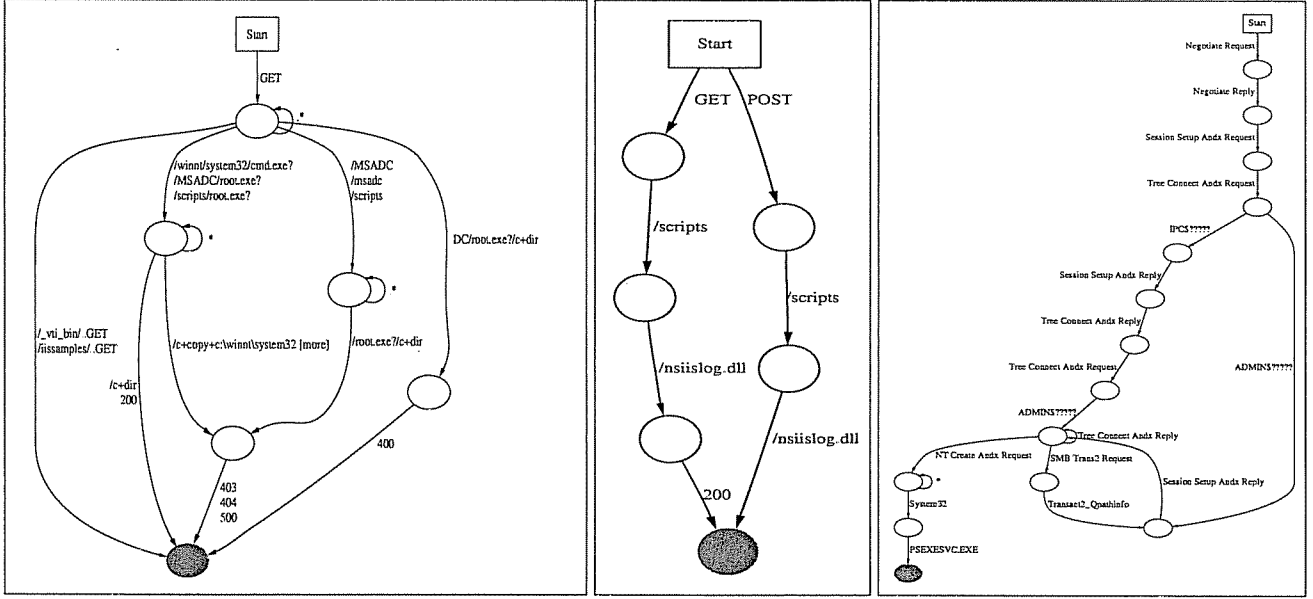 Start
GET
*
/winnt/system32/cmd.exe?
/MSADC/root.exe?
/scripts/root.exe?
/MSADC
/msadc
/scripts
DC/root.exe?/c+dir
*
*
/_vti_bin/..GET
/iissamples/..GET
/c+copy+c:\winnt\system32 [more]
/root.exe?/c+dir
/c+dir
200
400
403
404
500
Start
GET
POST
/scripts
/scripts
/nsiislog.dll
/nsiislog.dll
200
Start
Negotiate Request
Negotiate Reply
Session Setup Andx Request
Tree Connect Andx Request
IPC$?????
Session Setup Andx Reply
Tree Connect Andx Reply
Tree Connect Andx Request
ADMIN$?????
ADMIN$?????
Tree Connect Andx Reply
NT Create Andx Request
SMB Trans2 Request
*
Session Setup Andx Reply
System32
Transact2_Qpathinfo
PSEXESVC.EXE